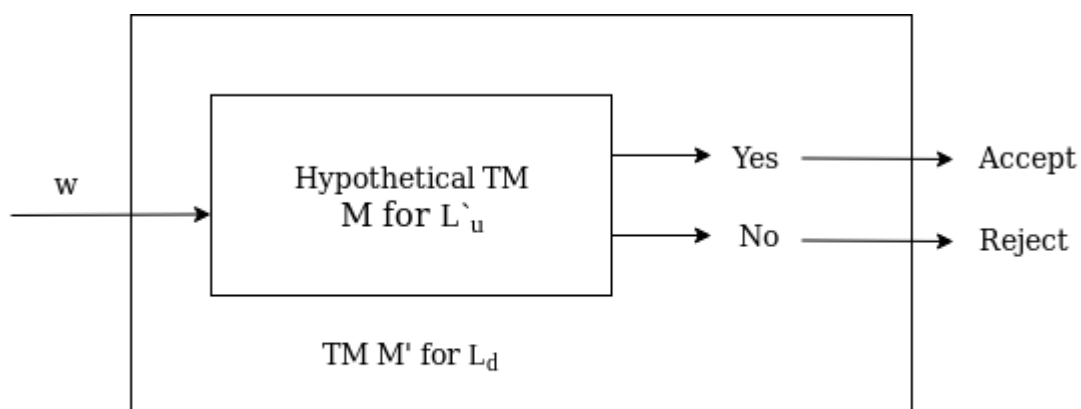 w
Hypothetical TM
M for L`u
Yes
Accept
No
Reject
TM M' for Ld